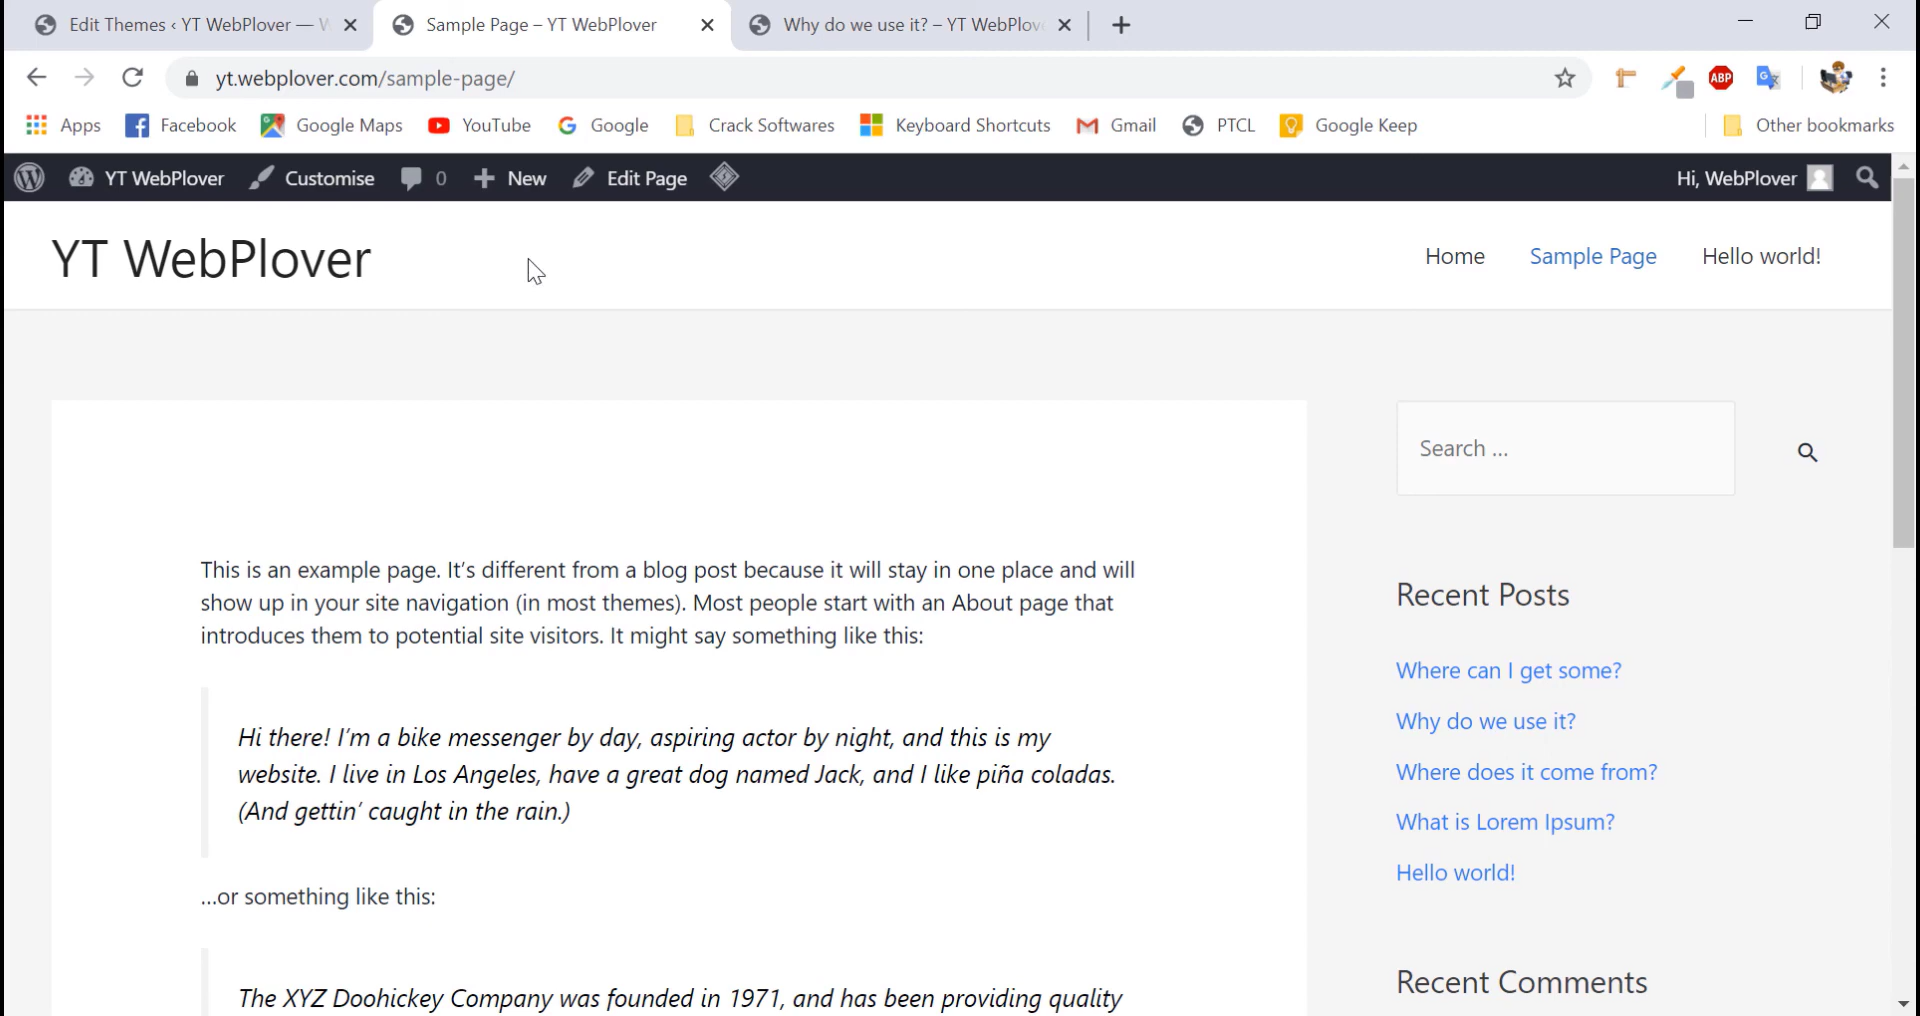 Edit Themes ‹ YT WebPlover — W
Sample Page – YT WebPlover
Why do we use it? – YT WebPlove
yt.webplover.com/sample-page/
ABP
Apps
Facebook
Google Maps
YouTube
Google
Crack Softwares
Keyboard Shortcuts
Gmail
PTCL
Google Keep
Other bookmarks
YT WebPlover
Customise
0
New
Edit Page
Hi, WebPlover
YT WebPlover
Home
Sample Page
Hello world!
This is an example page. It’s different from a blog post because it will stay in one place and will
show up in your site navigation (in most themes). Most people start with an About page that
introduces them to potential site visitors. It might say something like this:
Hi there! I’m a bike messenger by day, aspiring actor by night, and this is my
website. I live in Los Angeles, have a great dog named Jack, and I like piña coladas.
(And gettin’ caught in the rain.)
…or something like this:
The XYZ Doohickey Company was founded in 1971, and has been providing quality
Search …
Recent Posts
Where can I get some?
Why do we use it?
Where does it come from?
What is Lorem Ipsum?
Hello world!
Recent Comments